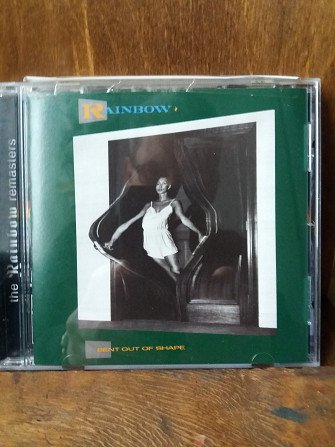 RAINBOW
the Rainbow remasters
BENT OUT OF SHAPE